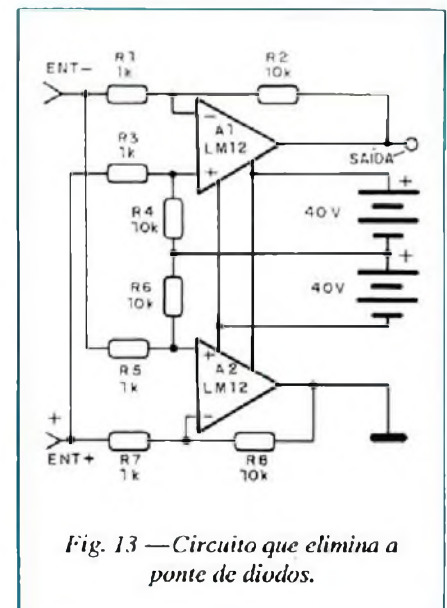 ENT-
R1
1k
R2
10k
A1
LM12
-
+
SAÍDA
R3
1k
R4
10k
R6
10k
40V
+
40V
+
R5
1k
A2
LM12
+
-
+
ENT+
R7
1k
R8
10k
Fig. 13 — Circuito que elimina a
ponte de diodos.